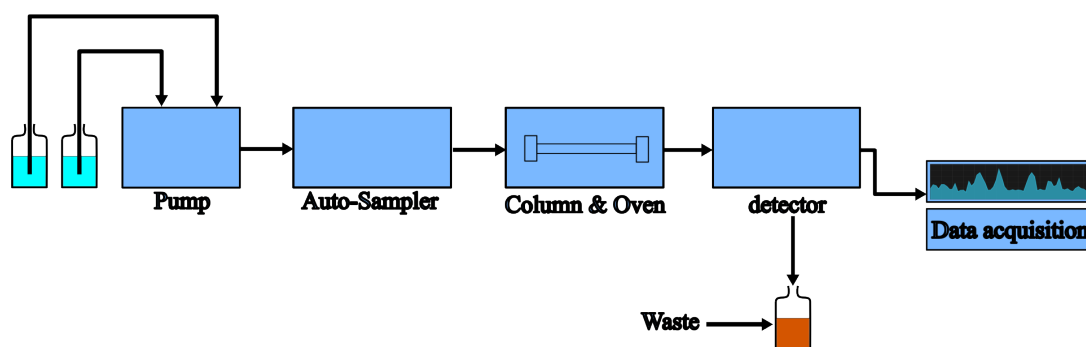 Pump
Auto-Sampler
Column & Oven
detector
Data acquisition
Waste